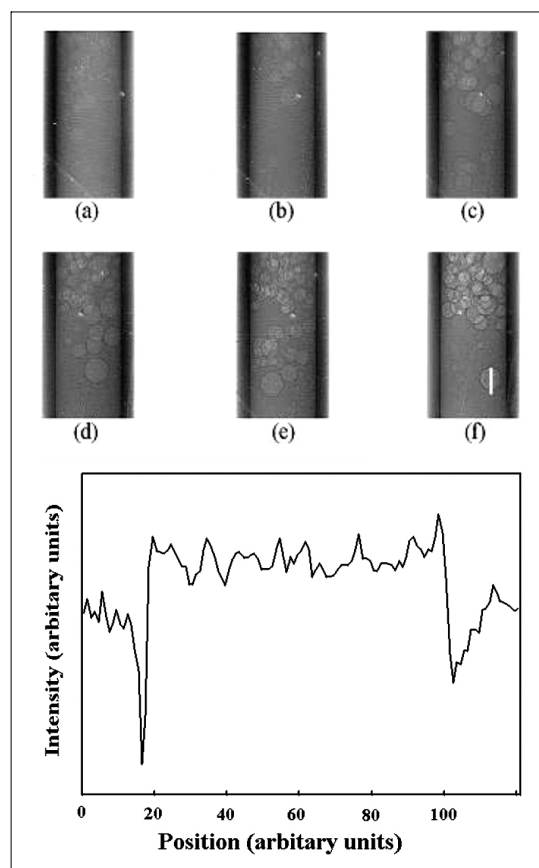 (a) (b) (c)
(d) (e) (f)
Intensity (arbitary units)
0 20 40 60 80 100
Position (arbitary units)